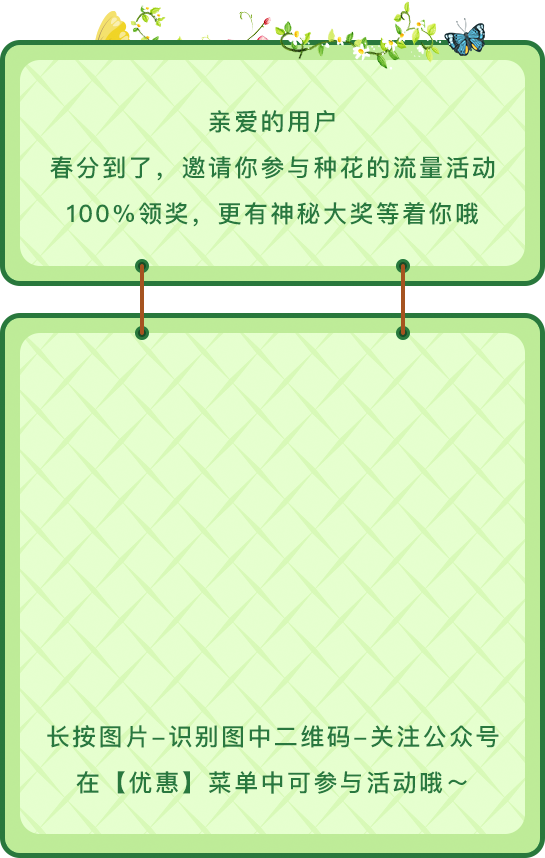 亲爱的用户
春分到了，邀请你参与种花的流量活动
100%领奖，更有神秘大奖等着你哦
长按图片–识别图中二维码–关注公众号
在【优惠】菜单中可参与活动哦～